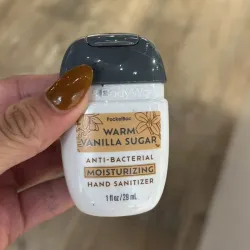 PocketBac
WARM
VANILLA SUGAR
ANTI-BACTERIAL
MOISTURIZING
HAND SANITIZER
1 fl oz / 29 mL